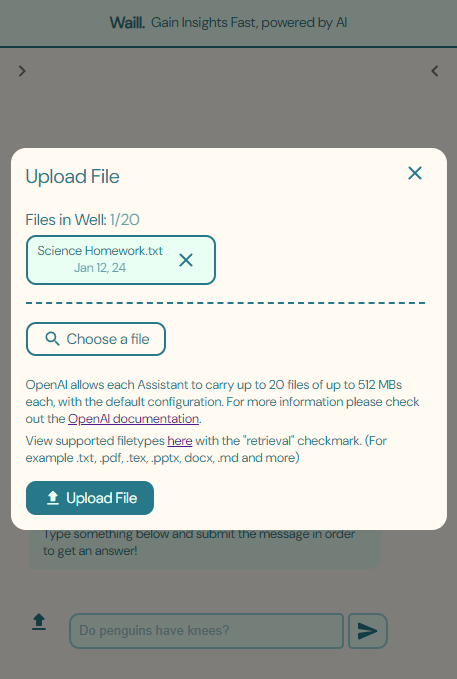 Waill. Gain Insights Fast, powered by AI
Upload File
Files in Well: 1/20
Science Homework.txt
Jan 12, 24
Choose a file
OpenAI allows each Assistant to carry up to 20 files of up to 512 MBs
each, with the default configuration. For more information please check
out the OpenAI documentation.
View supported filetypes here with the "retrieval" checkmark. (For
example .txt, .pdf, .tex, .pptx, docx, .md and more)
Upload File
Type something below and submit the message in order
to get an answer!
Do penguins have knees?